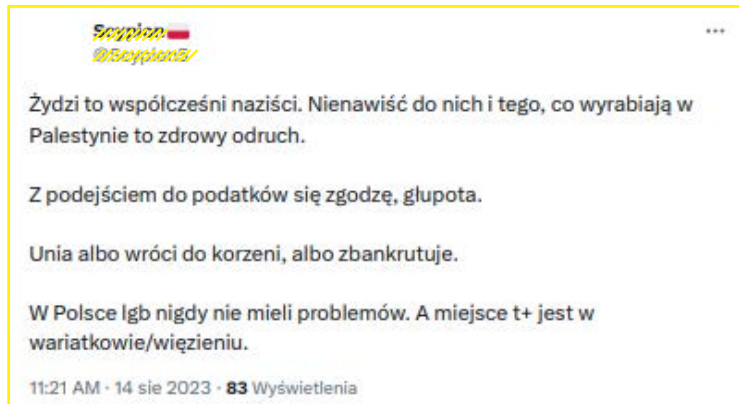 Żydzi to współcześni naziści. Nienawiść do nich i tego, co wyrabiają w
Palestynie to zdrowy odruch.
Z podejściem do podatków się zgodzę, głupota.
Unia albo wróci do korzeni, albo zbankrutuje.
W Polsce lgb nigdy nie mieli problemów. A miejsce t+ jest w
wariatkowie/więzieniu.
11:21 AM · 14 sie 2023 · 83 Wyświetlenia